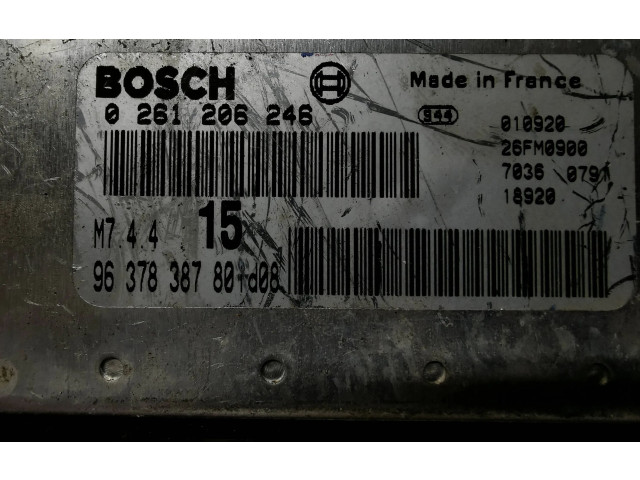 BOSCH Made in France
0 261 206 246
944 010920
26FM0900
7036 0791
18920
M7.4.4 15
96 378 387 80+d08